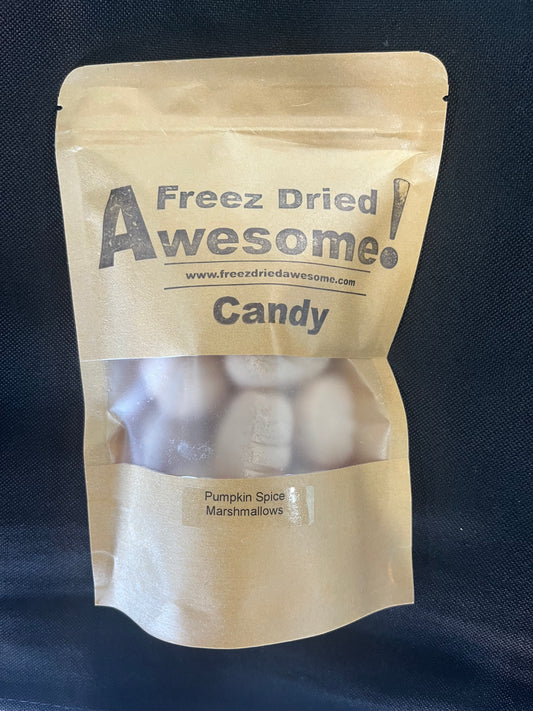 Freez Dried
Awesome!
www.freezdriedawesome.com
Candy
Pumpkin Spice
Marshmallows